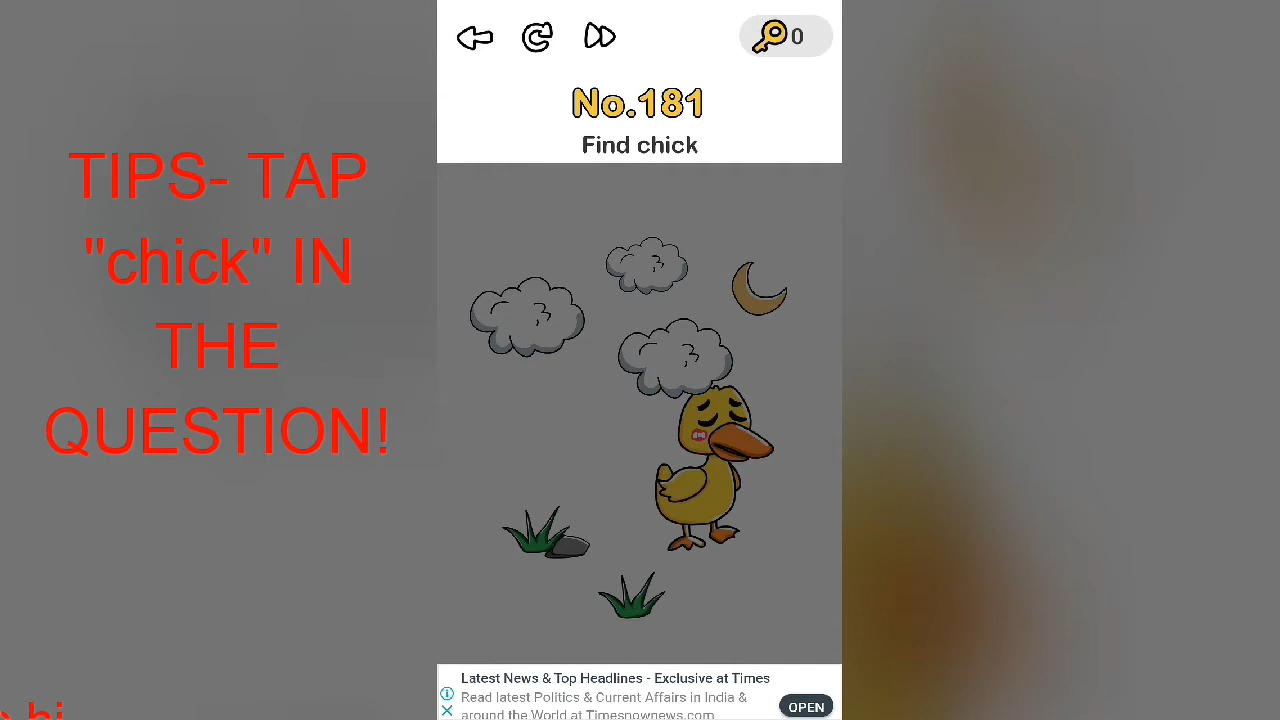 0
No.181
Find chick
TIPS- TAP
"chick" IN
THE
QUESTION!
Latest News & Top Headlines - Exclusive at Times
Read latest Politics & Current Affairs in India &
around the World at Timesnownews.com
OPEN
hi